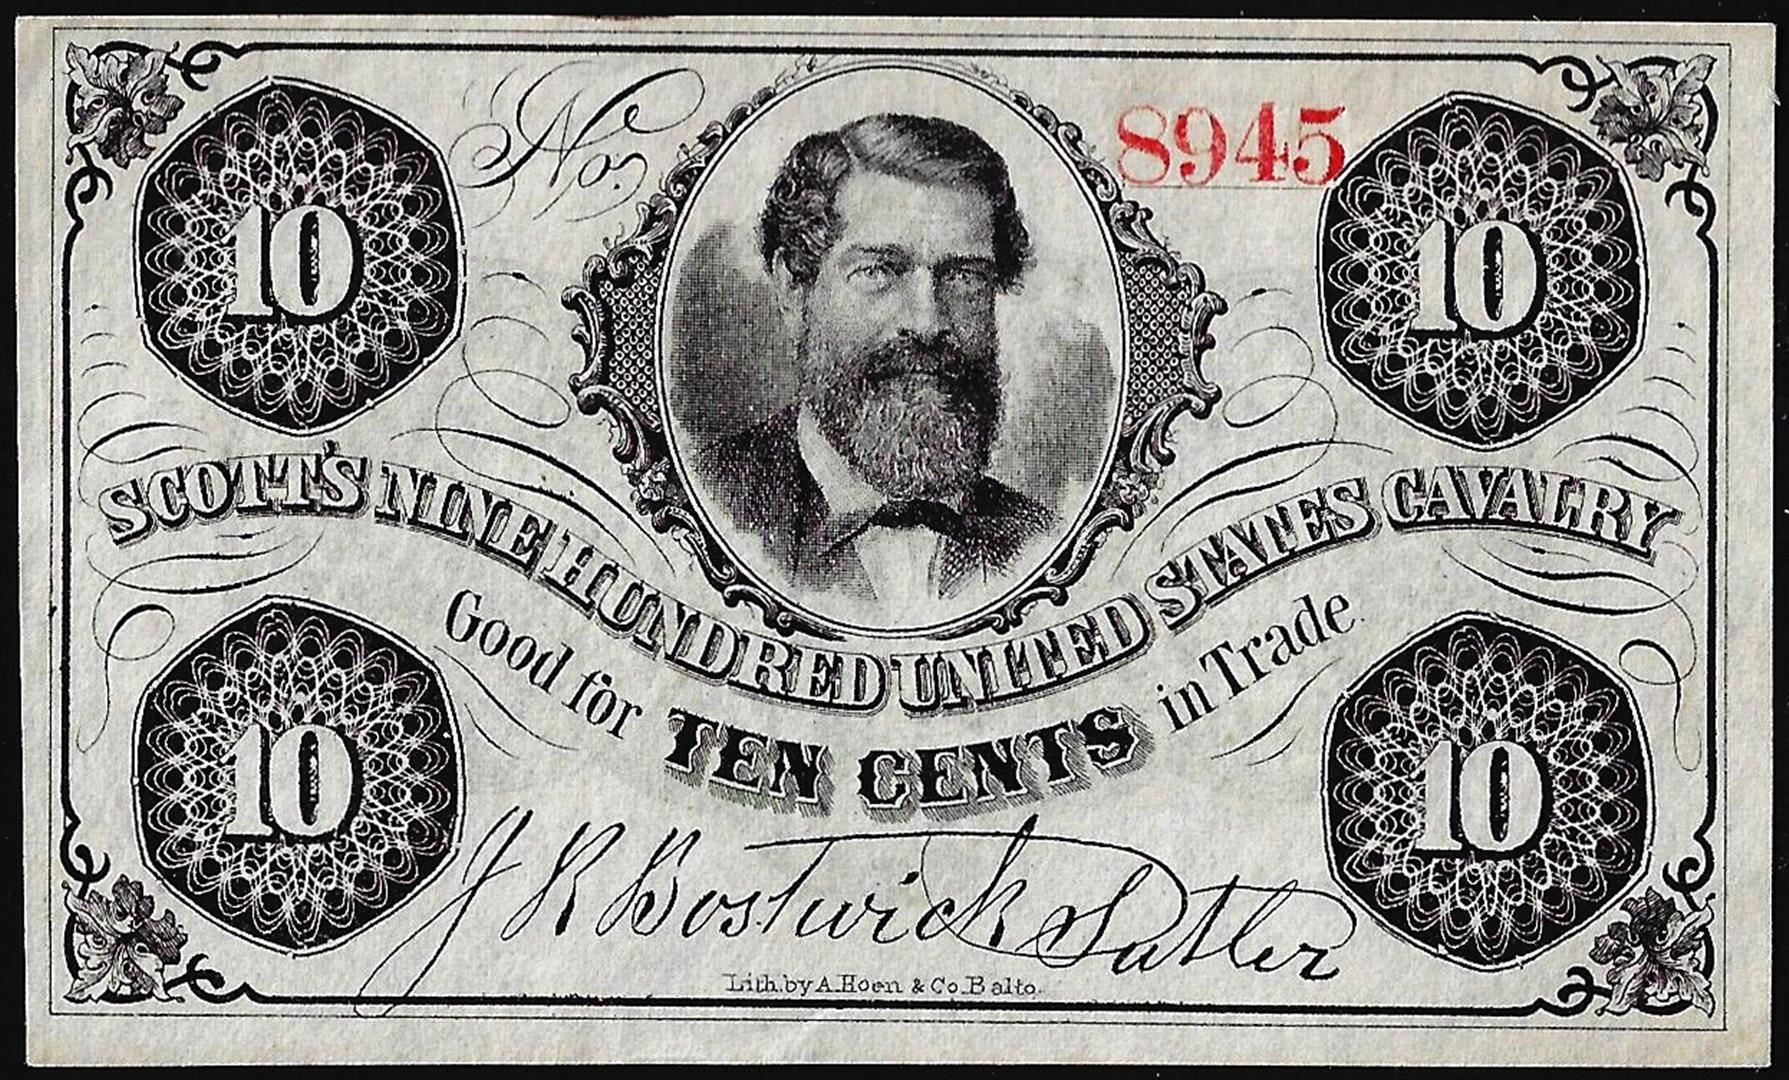 No.
8945
10
10
SCOTT'S NINE HUNDRED UNITED STATES CAVALRY
Good for TEN CENTS in Trade.
10
10
J R Bostwick Sutler
Lith. by A. Hoen & Co. Balto.